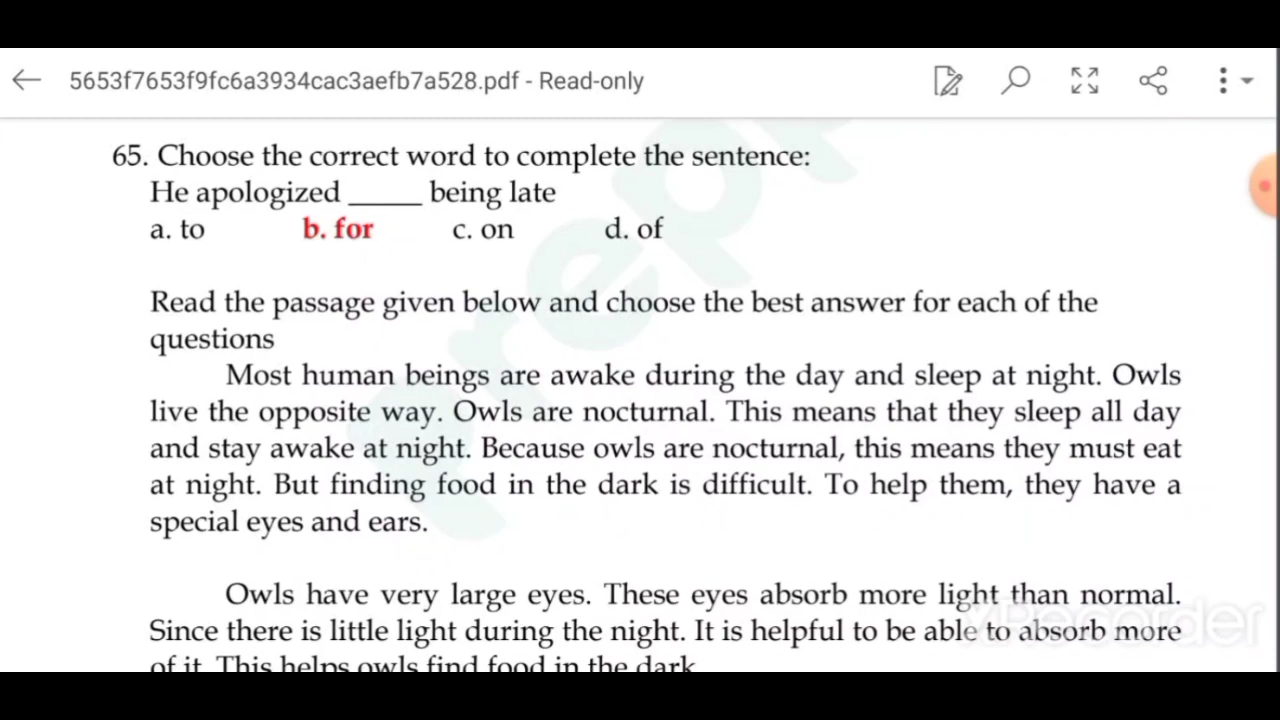 5653f7653f9fc6a3934cac3aefb7a528.pdf - Read-only
65. Choose the correct word to complete the sentence:
He apologized _____ being late
a. to b. for c. on d. of
Read the passage given below and choose the best answer for each of the
questions
Most human beings are awake during the day and sleep at night. Owls
live the opposite way. Owls are nocturnal. This means that they sleep all day
and stay awake at night. Because owls are nocturnal, this means they must eat
at night. But finding food in the dark is difficult. To help them, they have a
special eyes and ears.
Owls have very large eyes. These eyes absorb more light than normal.
Since there is little light during the night. It is helpful to be able to absorb more
of it. This helps owls find food in the dark.